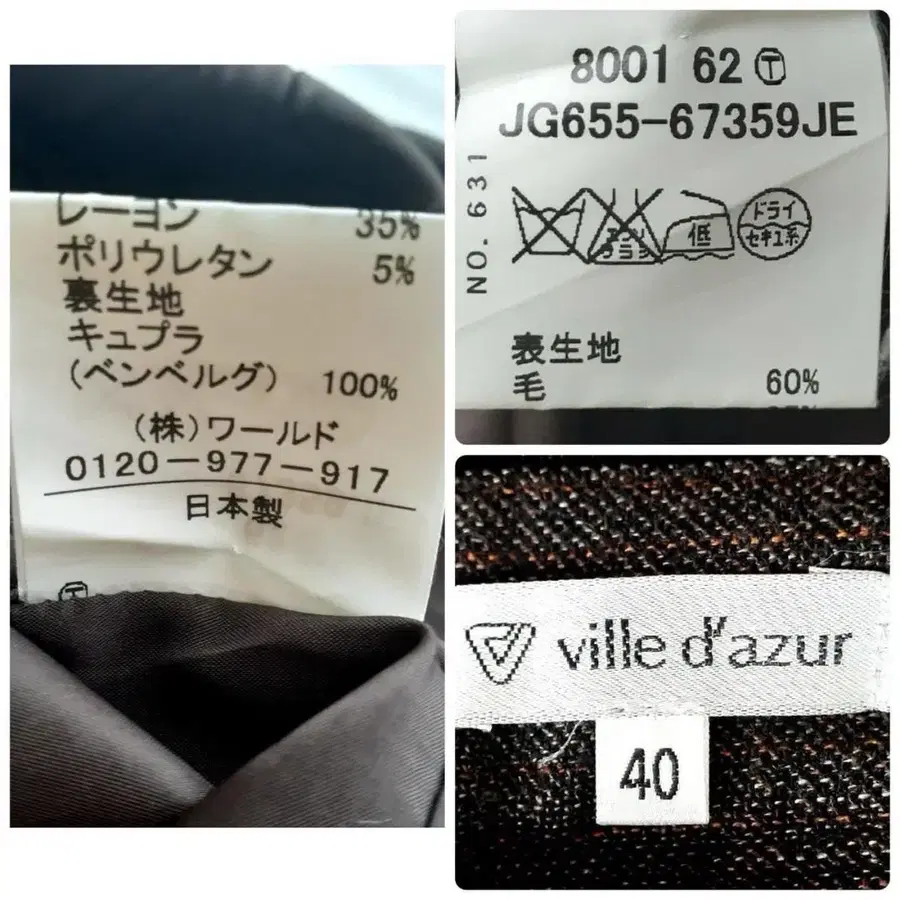 レーヨン 35%
ポリウレタン 5%
裏生地
キュプラ
(ベンベルグ) 100%
(株)ワールド
0120-977-917
日本製
T
8001 62 T
JG655-67359JE
NO. 631
エンソ
低
ドライ
セキユ系
表生地
毛 60%
ville d'azur
40